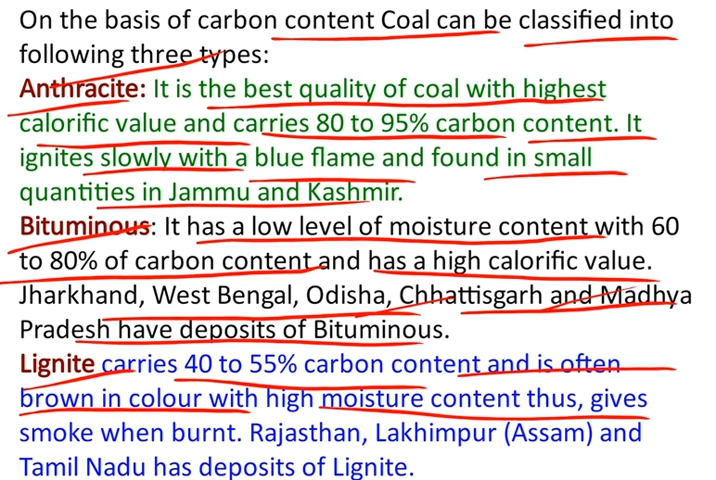 On the basis of carbon content Coal can be classified into
following three types:
Anthracite: It is the best quality of coal with highest
calorific value and carries 80 to 95% carbon content. It
ignites slowly with a blue flame and found in small
quantities in Jammu and Kashmir.
Bituminous: It has a low level of moisture content with 60
to 80% of carbon content and has a high calorific value.
Jharkhand, West Bengal, Odisha, Chhattisgarh and Madhya
Pradesh have deposits of Bituminous.
Lignite carries 40 to 55% carbon content and is often
brown in colour with high moisture content thus, gives
smoke when burnt. Rajasthan, Lakhimpur (Assam) and
Tamil Nadu has deposits of Lignite.